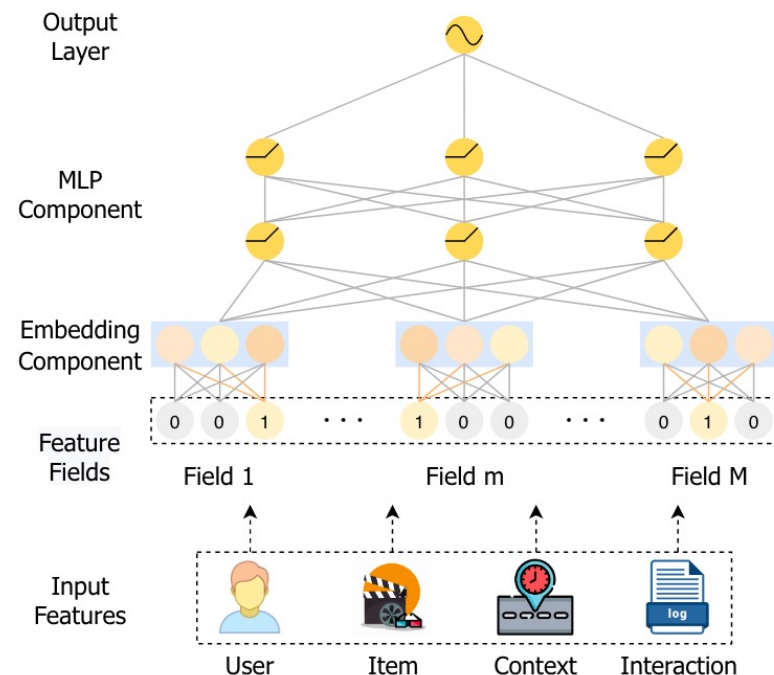 Output
Layer
MLP
Component
Embedding
Component
0 0 1 · · · 1 0 0 · · · 0 1 0
Feature
Fields
Field 1 Field m Field M
Input
Features
log
User Item Context Interaction